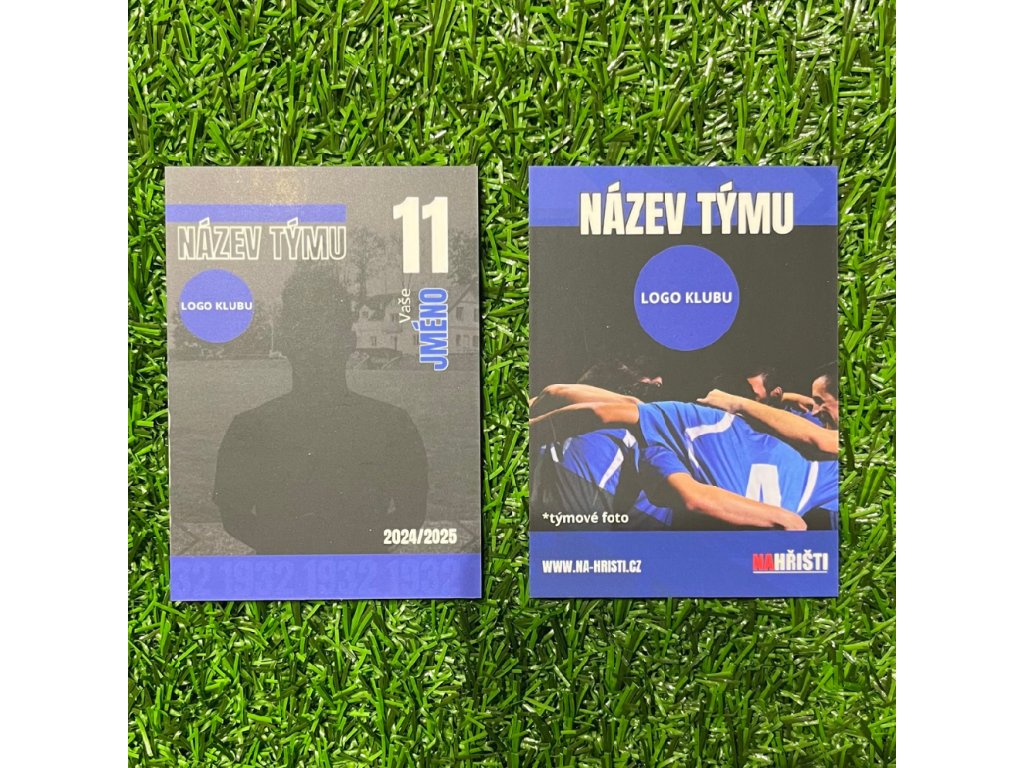 NÁZEV TÝMU
LOGO KLUBU
11
Vaše
JMÉNO
2024/2025
32 1932 1932 1932
NÁZEV TÝMU
LOGO KLUBU
*týmové foto
WWW.NA-HRISTI.CZ
NAHŘIŠTI